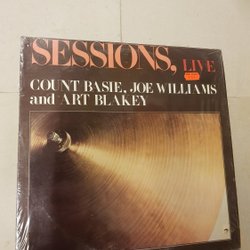 SESSIONS, LIVE
COUNT BASIE, JOE WILLIAMS
and ART BLAKEY